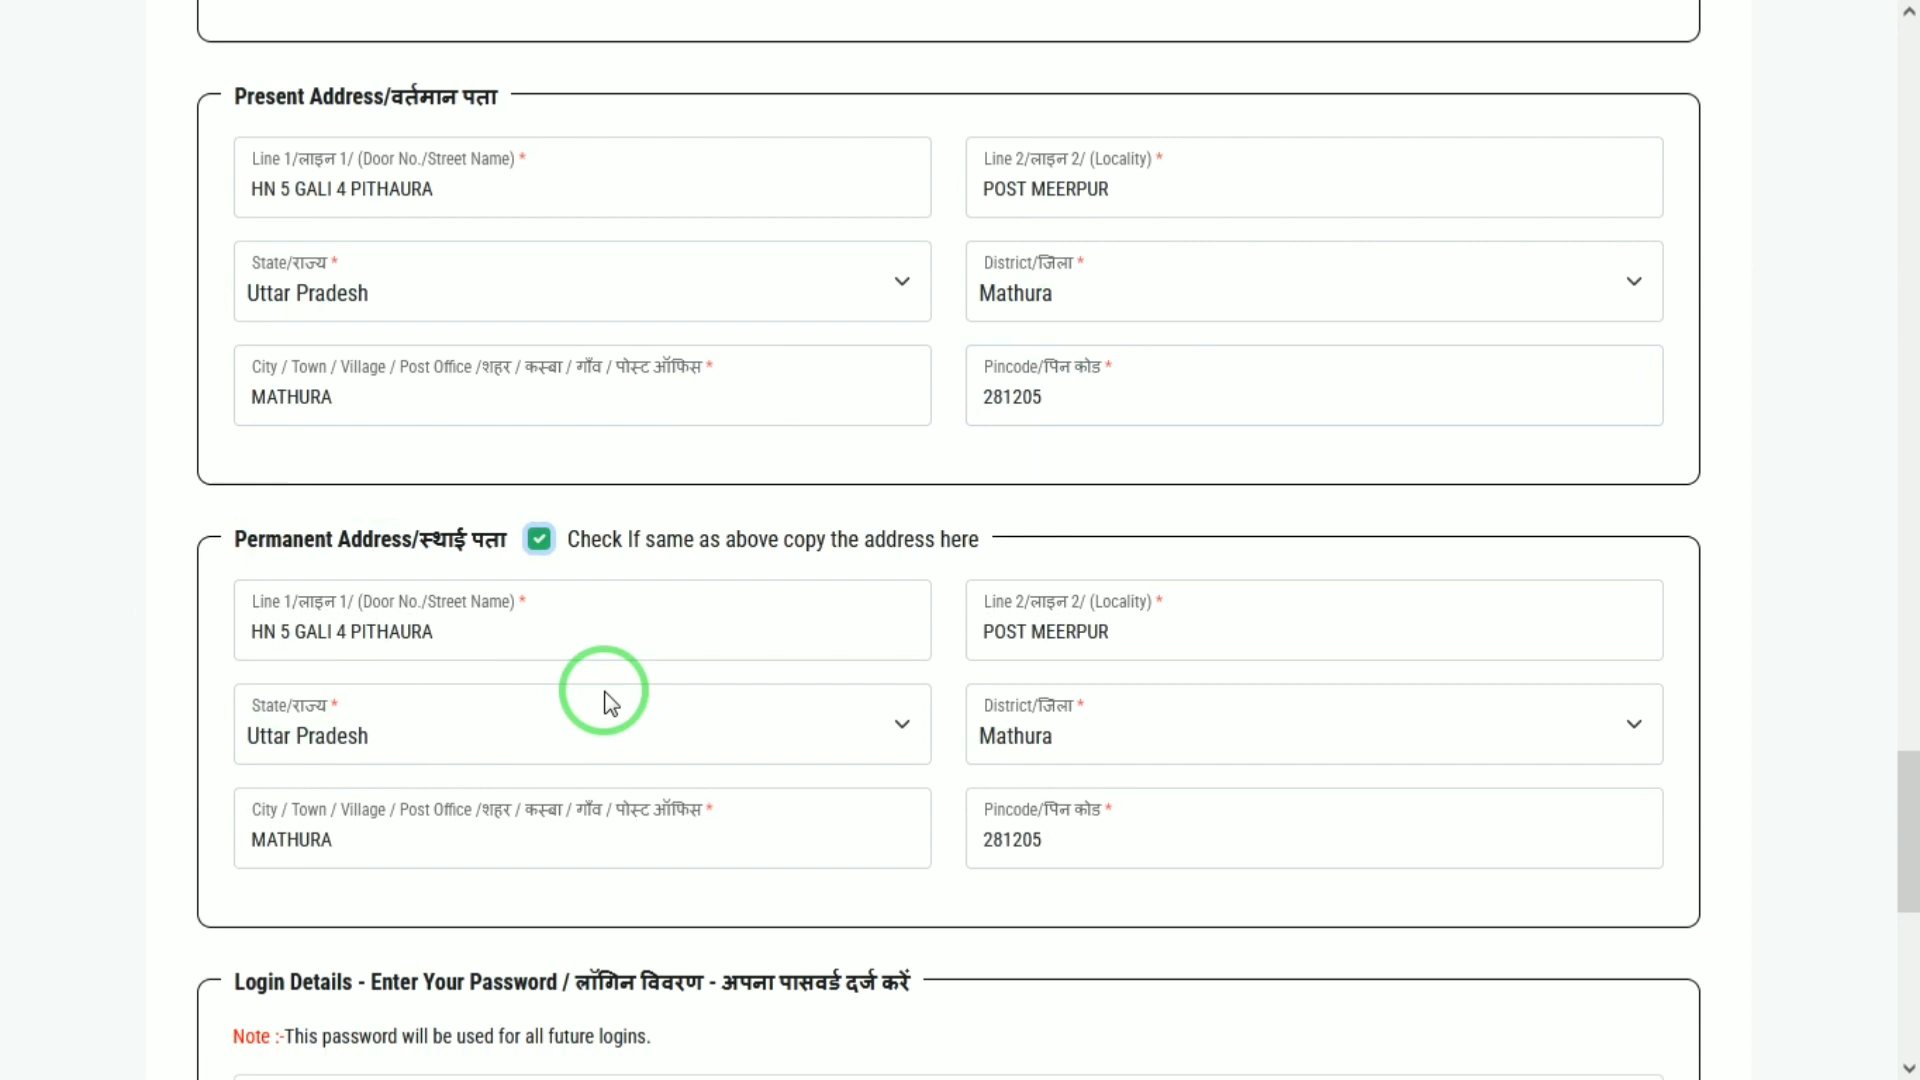 Present Address/वर्तमान पता
Line 1/लाइन 1/ (Door No./Street Name) *
HN 5 GALI 4 PITHAURA
Line 2/लाइन 2/ (Locality) *
POST MEERPUR
State/राज्य *
Uttar Pradesh
District/जिला *
Mathura
City / Town / Village / Post Office /शहर / कस्बा / गाँव / पोस्ट ऑफिस *
MATHURA
Pincode/पिन कोड *
281205
Permanent Address/स्थाई पता Check If same as above copy the address here
Line 1/लाइन 1/ (Door No./Street Name) *
HN 5 GALI 4 PITHAURA
Line 2/लाइन 2/ (Locality) *
POST MEERPUR
State/राज्य *
Uttar Pradesh
District/जिला *
Mathura
City / Town / Village / Post Office /शहर / कस्बा / गाँव / पोस्ट ऑफिस *
MATHURA
Pincode/पिन कोड *
281205
Login Details - Enter Your Password / लॉगिन विवरण - अपना पासवर्ड दर्ज करें
Note :-This password will be used for all future logins.